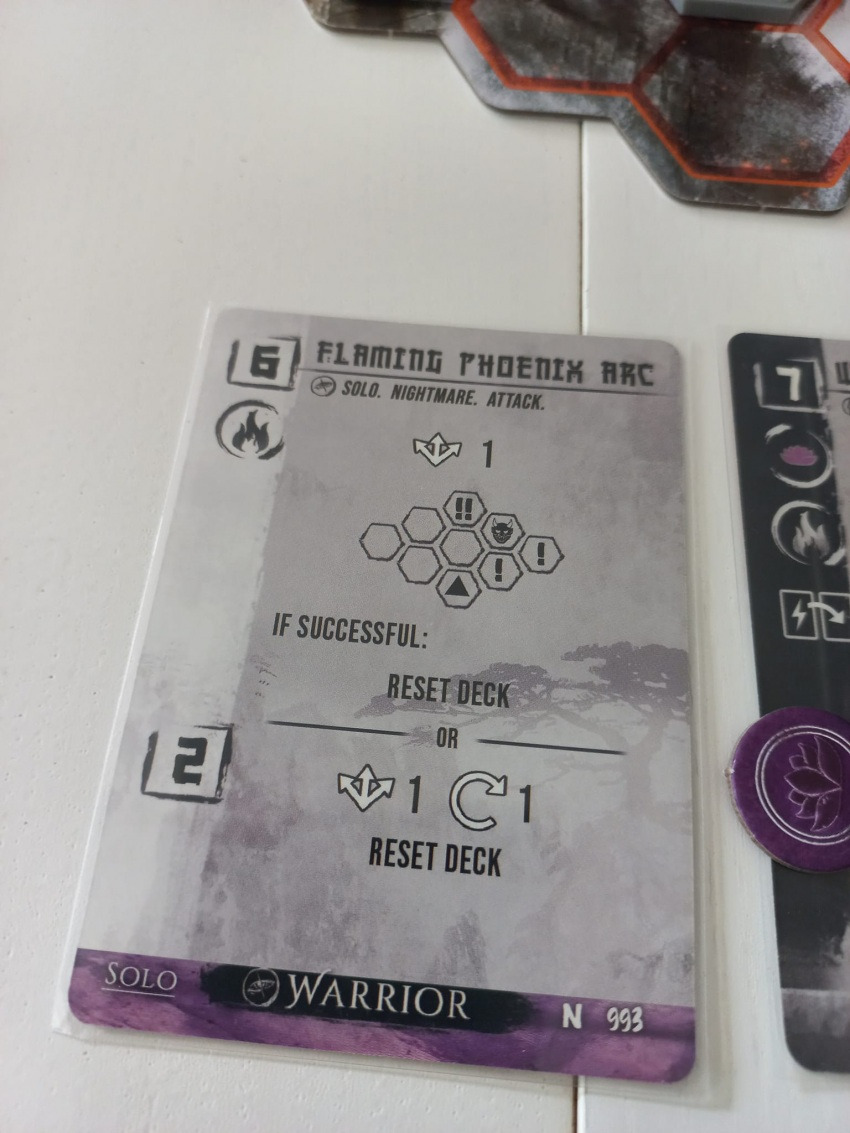 6 FLAMING PHOENIX ARC
SOLO. NIGHTMARE. ATTACK.
1
!!
!
!
IF SUCCESSFUL:
RESET DECK
OR
2
1 1
RESET DECK
SOLO WARRIOR N 993
7